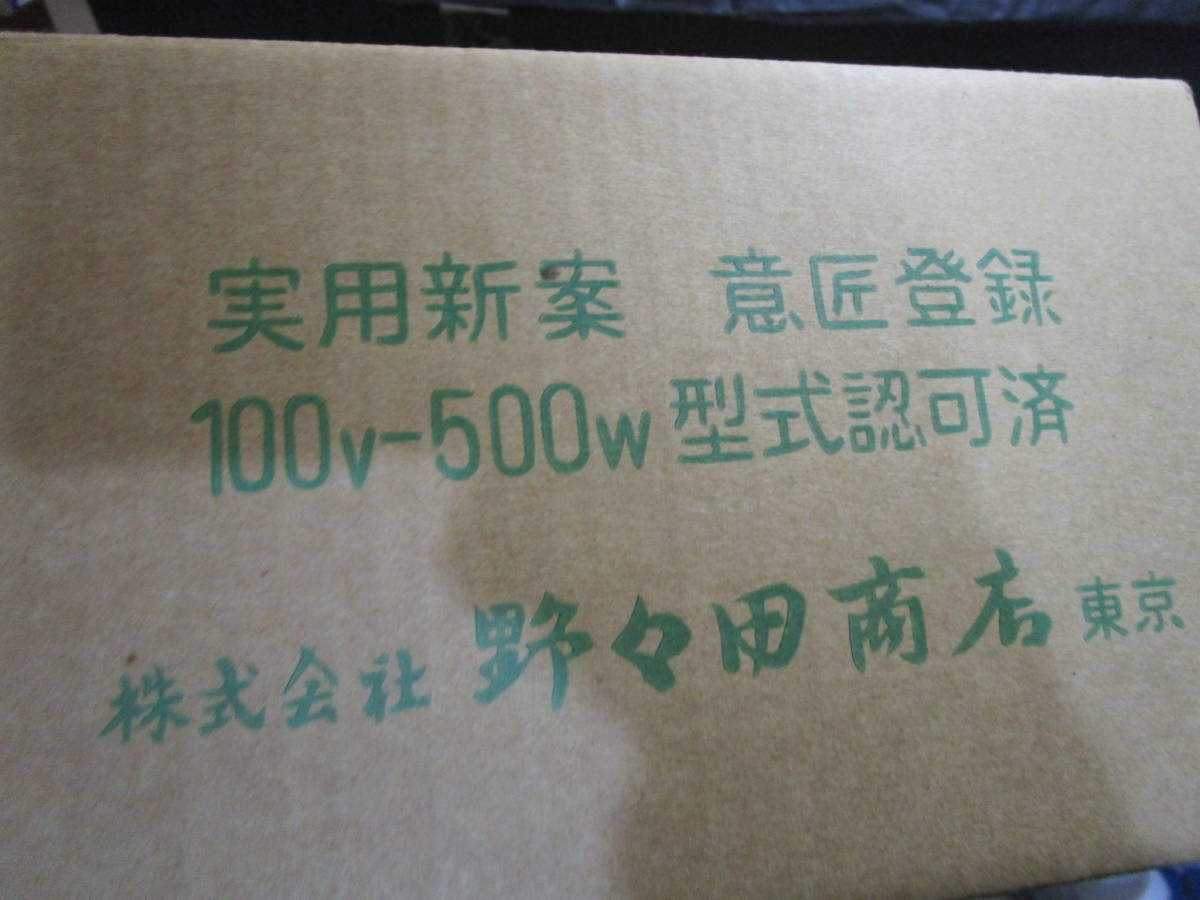 実用新案 意匠登録
100v-500w 型式認可済
株式会社 野々田商店 東京